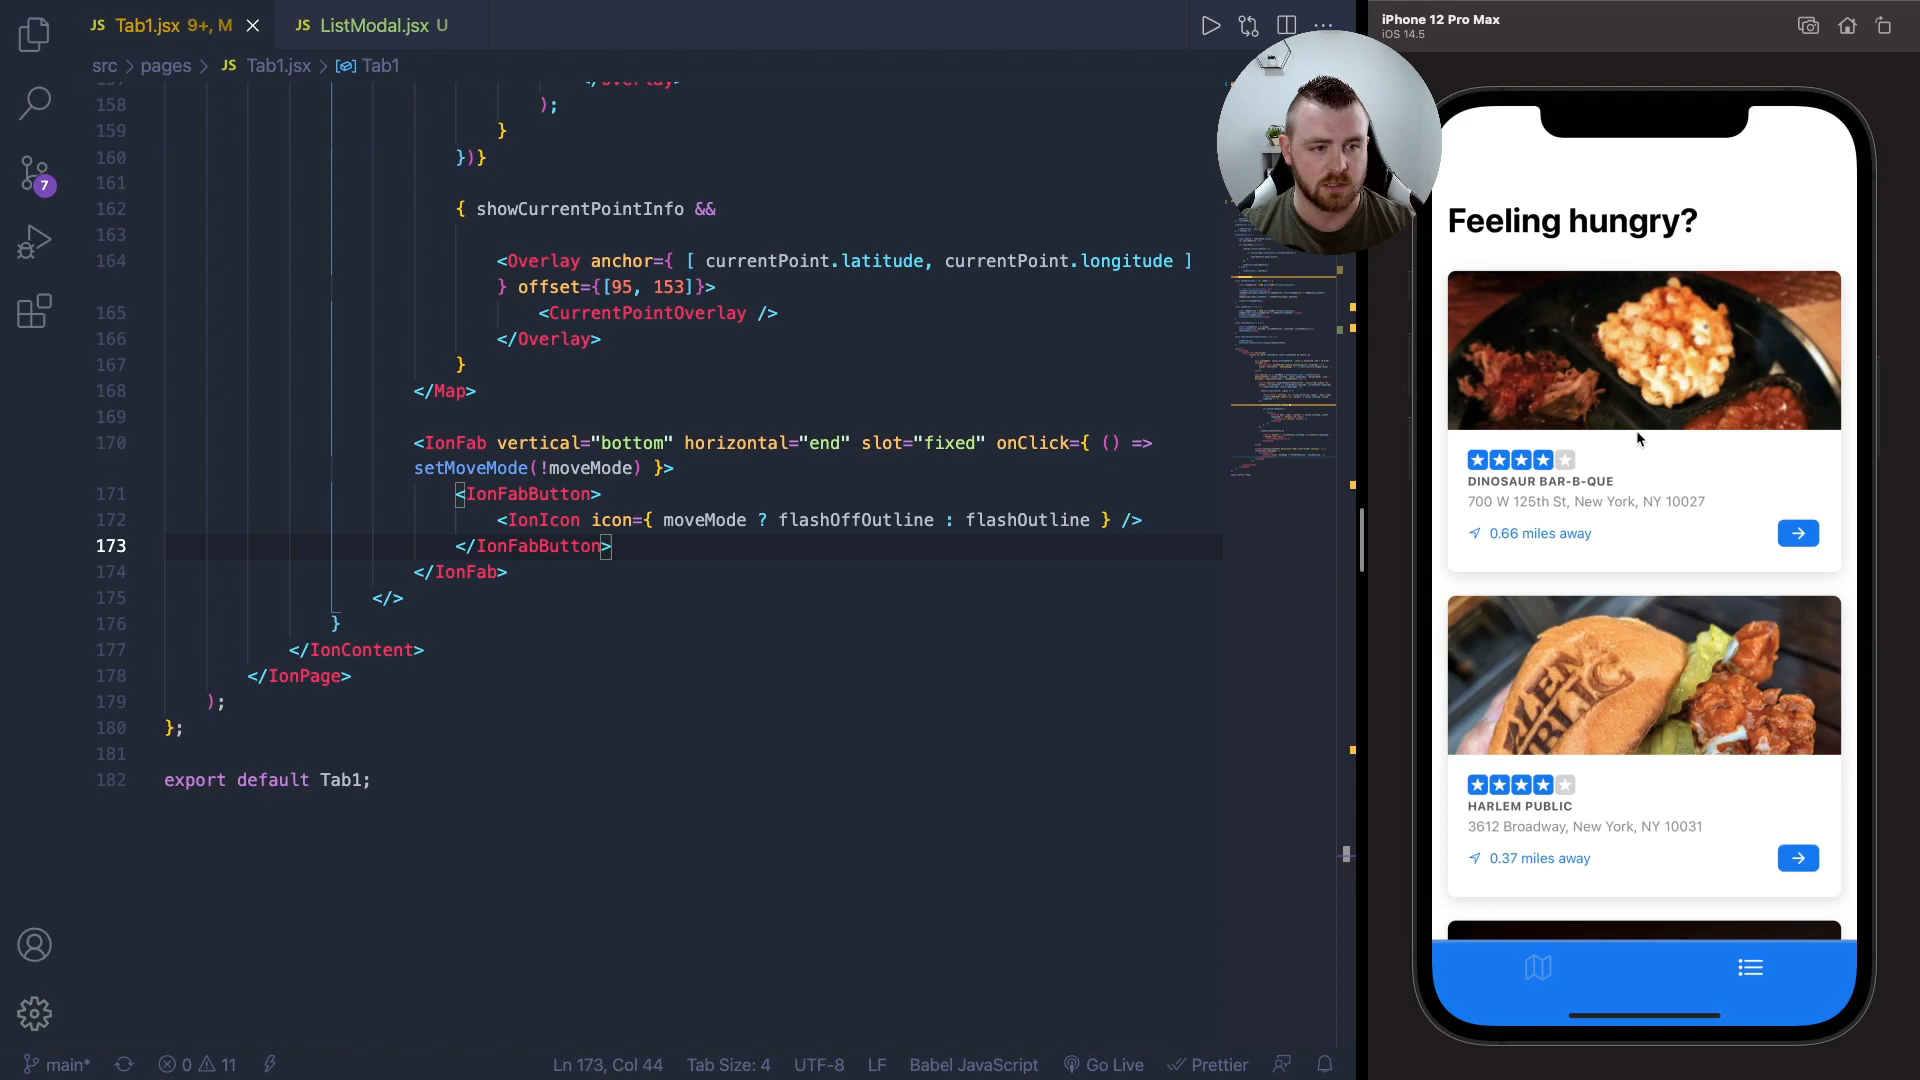 JS Tab1.jsx 9+, M
JS ListModal.jsx U
src > pages > JS Tab1.jsx > Tab1
158 );
159 }
160 })}
161
162 { showCurrentPointInfo &&
163
164 <Overlay anchor={ [ currentPoint.latitude, currentPoint.longitude ]
} offset={[95, 153]}>
165 <CurrentPointOverlay />
166 </Overlay>
167 }
168 </Map>
169
170 <IonFab vertical="bottom" horizontal="end" slot="fixed" onClick={ () =>
setMoveMode(!moveMode) }>
171 <IonFabButton>
172 <IonIcon icon={ moveMode ? flashOffOutline : flashOutline } />
173 </IonFabButton>
174 </IonFab>
175 </>
176 }
177 </IonContent>
178 </IonPage>
179 );
180 };
181
182 export default Tab1;
7
main* 0 11
Ln 173, Col 44 Tab Size: 4 UTF-8 LF Babel JavaScript Go Live Prettier
iPhone 12 Pro Max
iOS 14.5
Feeling hungry?
DINOSAUR BAR-B-QUE
700 W 125th St, New York, NY 10027
0.66 miles away
HARLEM PUBLIC
3612 Broadway, New York, NY 10031
0.37 miles away